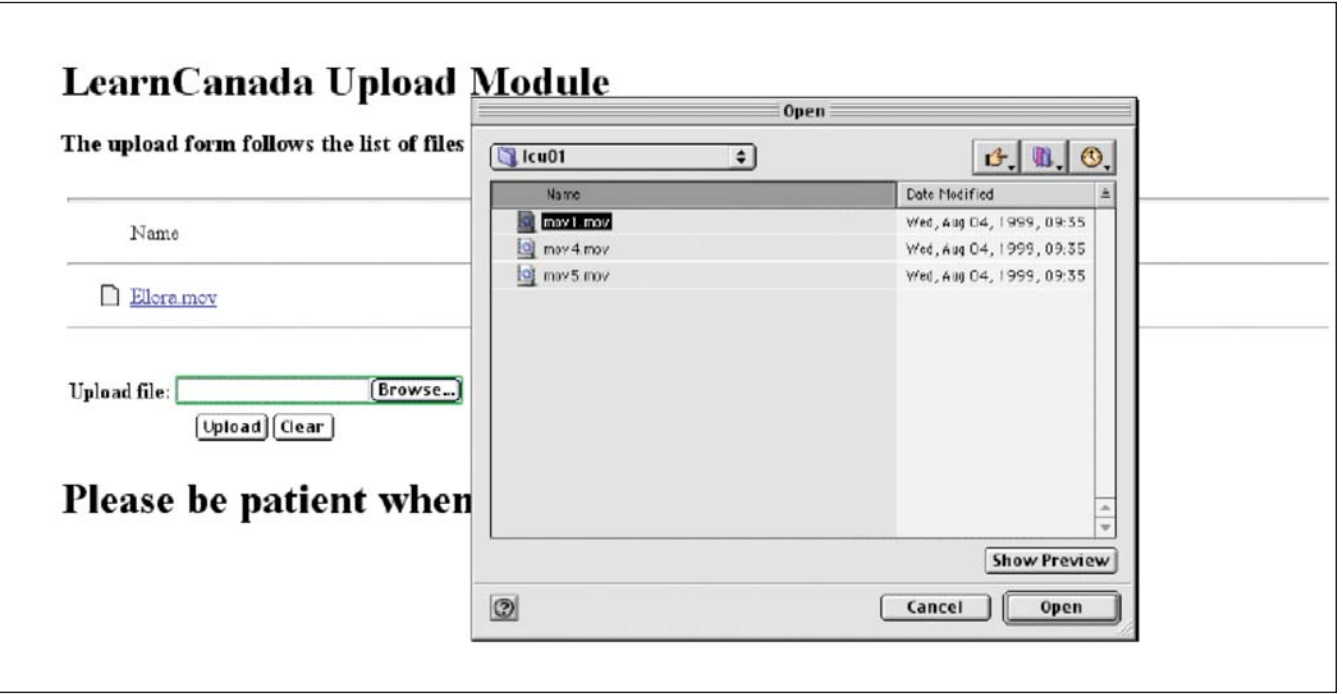 LearnCanada Upload Module
The upload form follows the list of files
Name
Ellora.mov
Upload file: Browse...
Upload Clear
Please be patient when
Open
lcu01
Name Date Modified
mov1.mov Wed, Aug 04, 1999, 09:35
mov4.mov Wed, Aug 04, 1999, 09:35
mov5.mov Wed, Aug 04, 1999, 09:35
Show Preview
Cancel Open